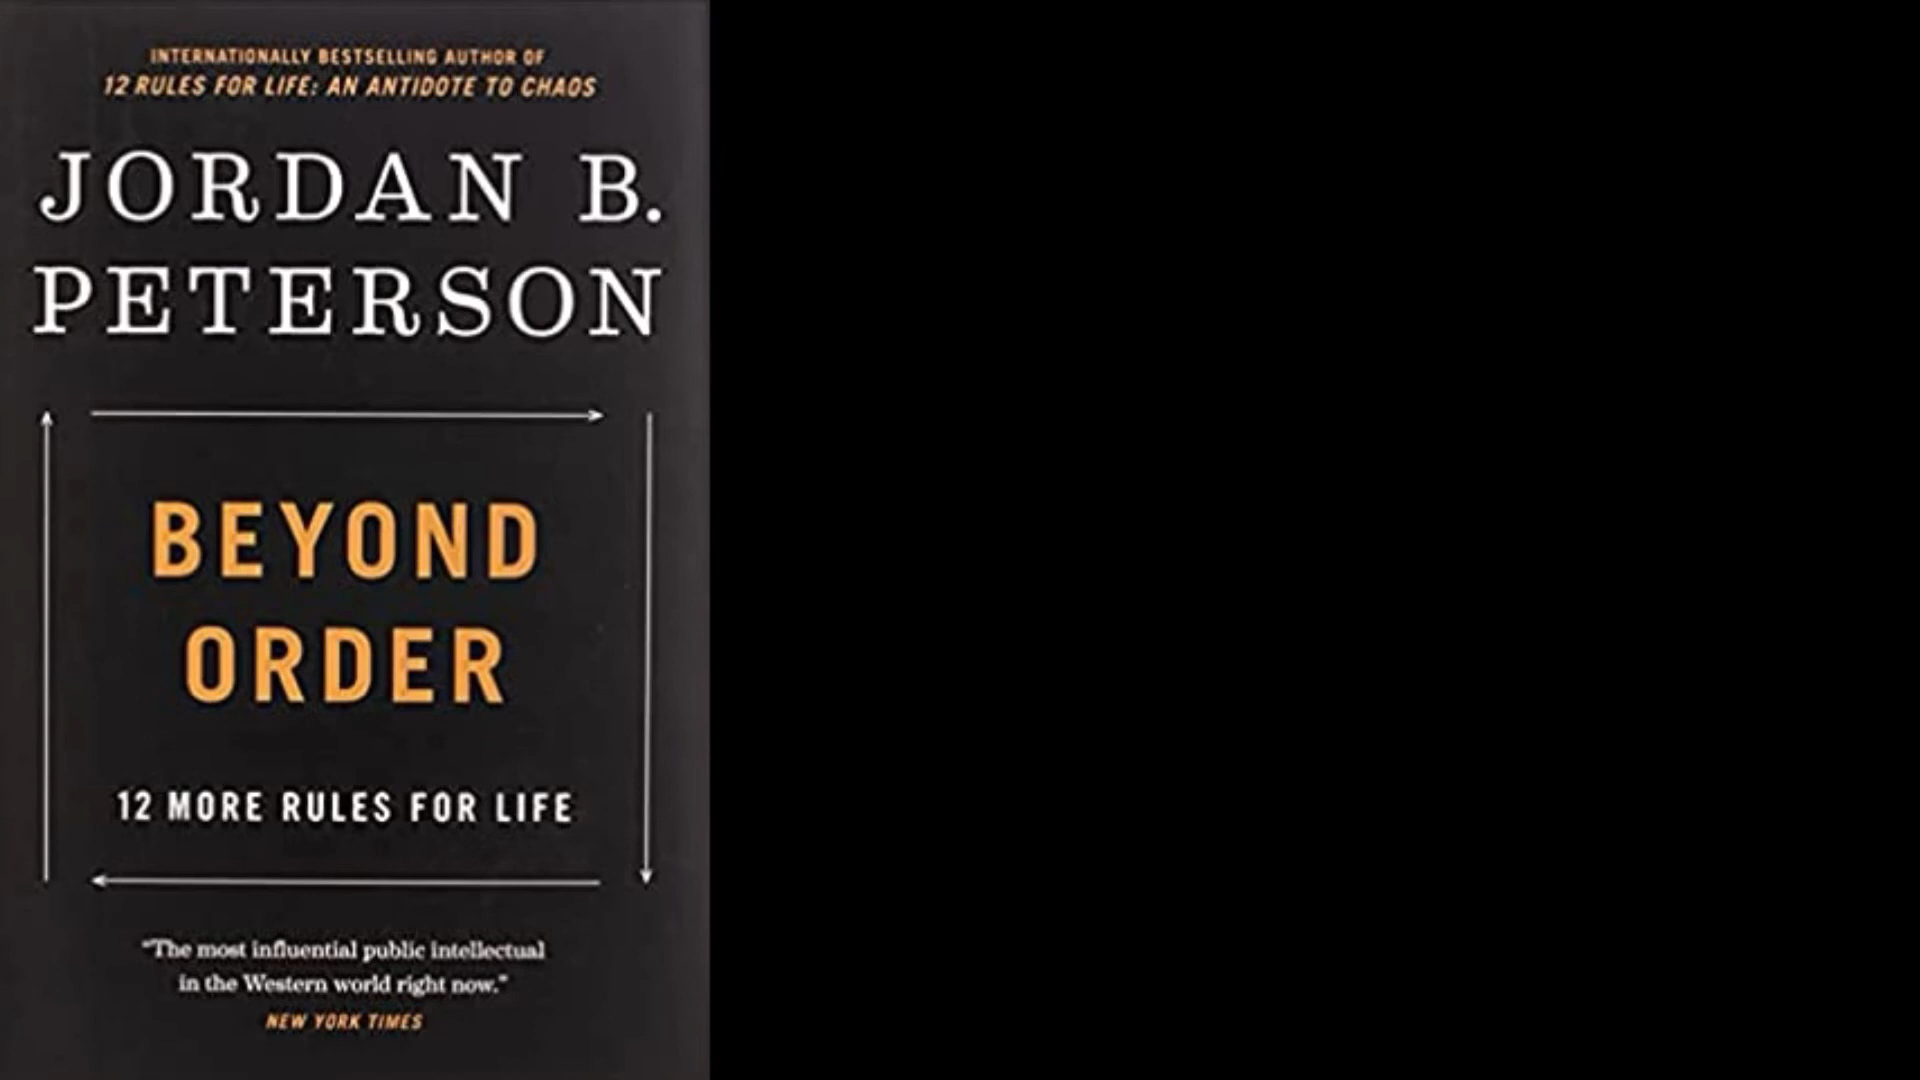 INTERNATIONALLY BESTSELLING AUTHOR OF
12 RULES FOR LIFE: AN ANTIDOTE TO CHAOS
JORDAN B.
PETERSON
BEYOND
ORDER
12 MORE RULES FOR LIFE
“The most influential public intellectual
in the Western world right now.”
NEW YORK TIMES